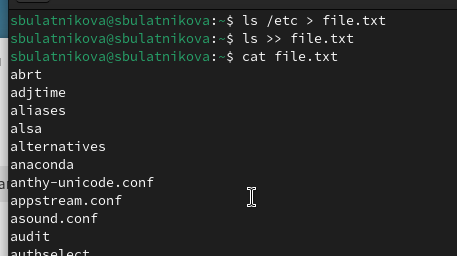 sbulatnikova@sbulatnikova:~$ ls /etc > file.txt
sbulatnikova@sbulatnikova:~$ ls >> file.txt
sbulatnikova@sbulatnikova:~$ cat file.txt
abrt
adjtime
aliases
alsa
alternatives
anaconda
anthy-unicode.conf
appstream.conf
asound.conf
audit
authselect